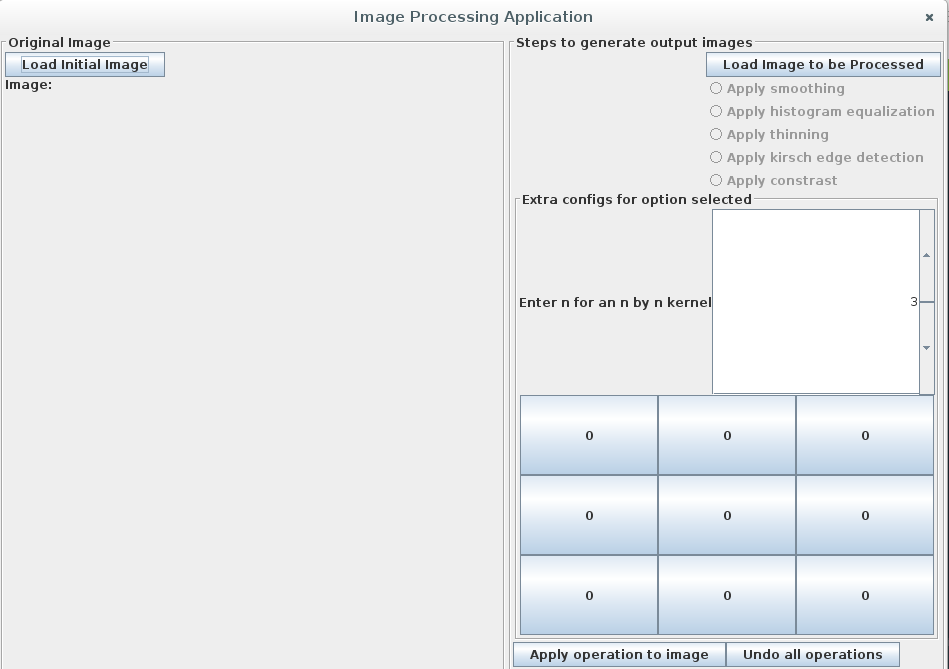 Image Processing Application
×
Original Image
Load Initial Image
Image:
Steps to generate output images
Load Image to be Processed
Apply smoothing
Apply histogram equalization
Apply thinning
Apply kirsch edge detection
Apply constrast
Extra configs for option selected
Enter n for an n by n kernel
3
0 0 0
0 0 0
0 0 0
Apply operation to image
Undo all operations